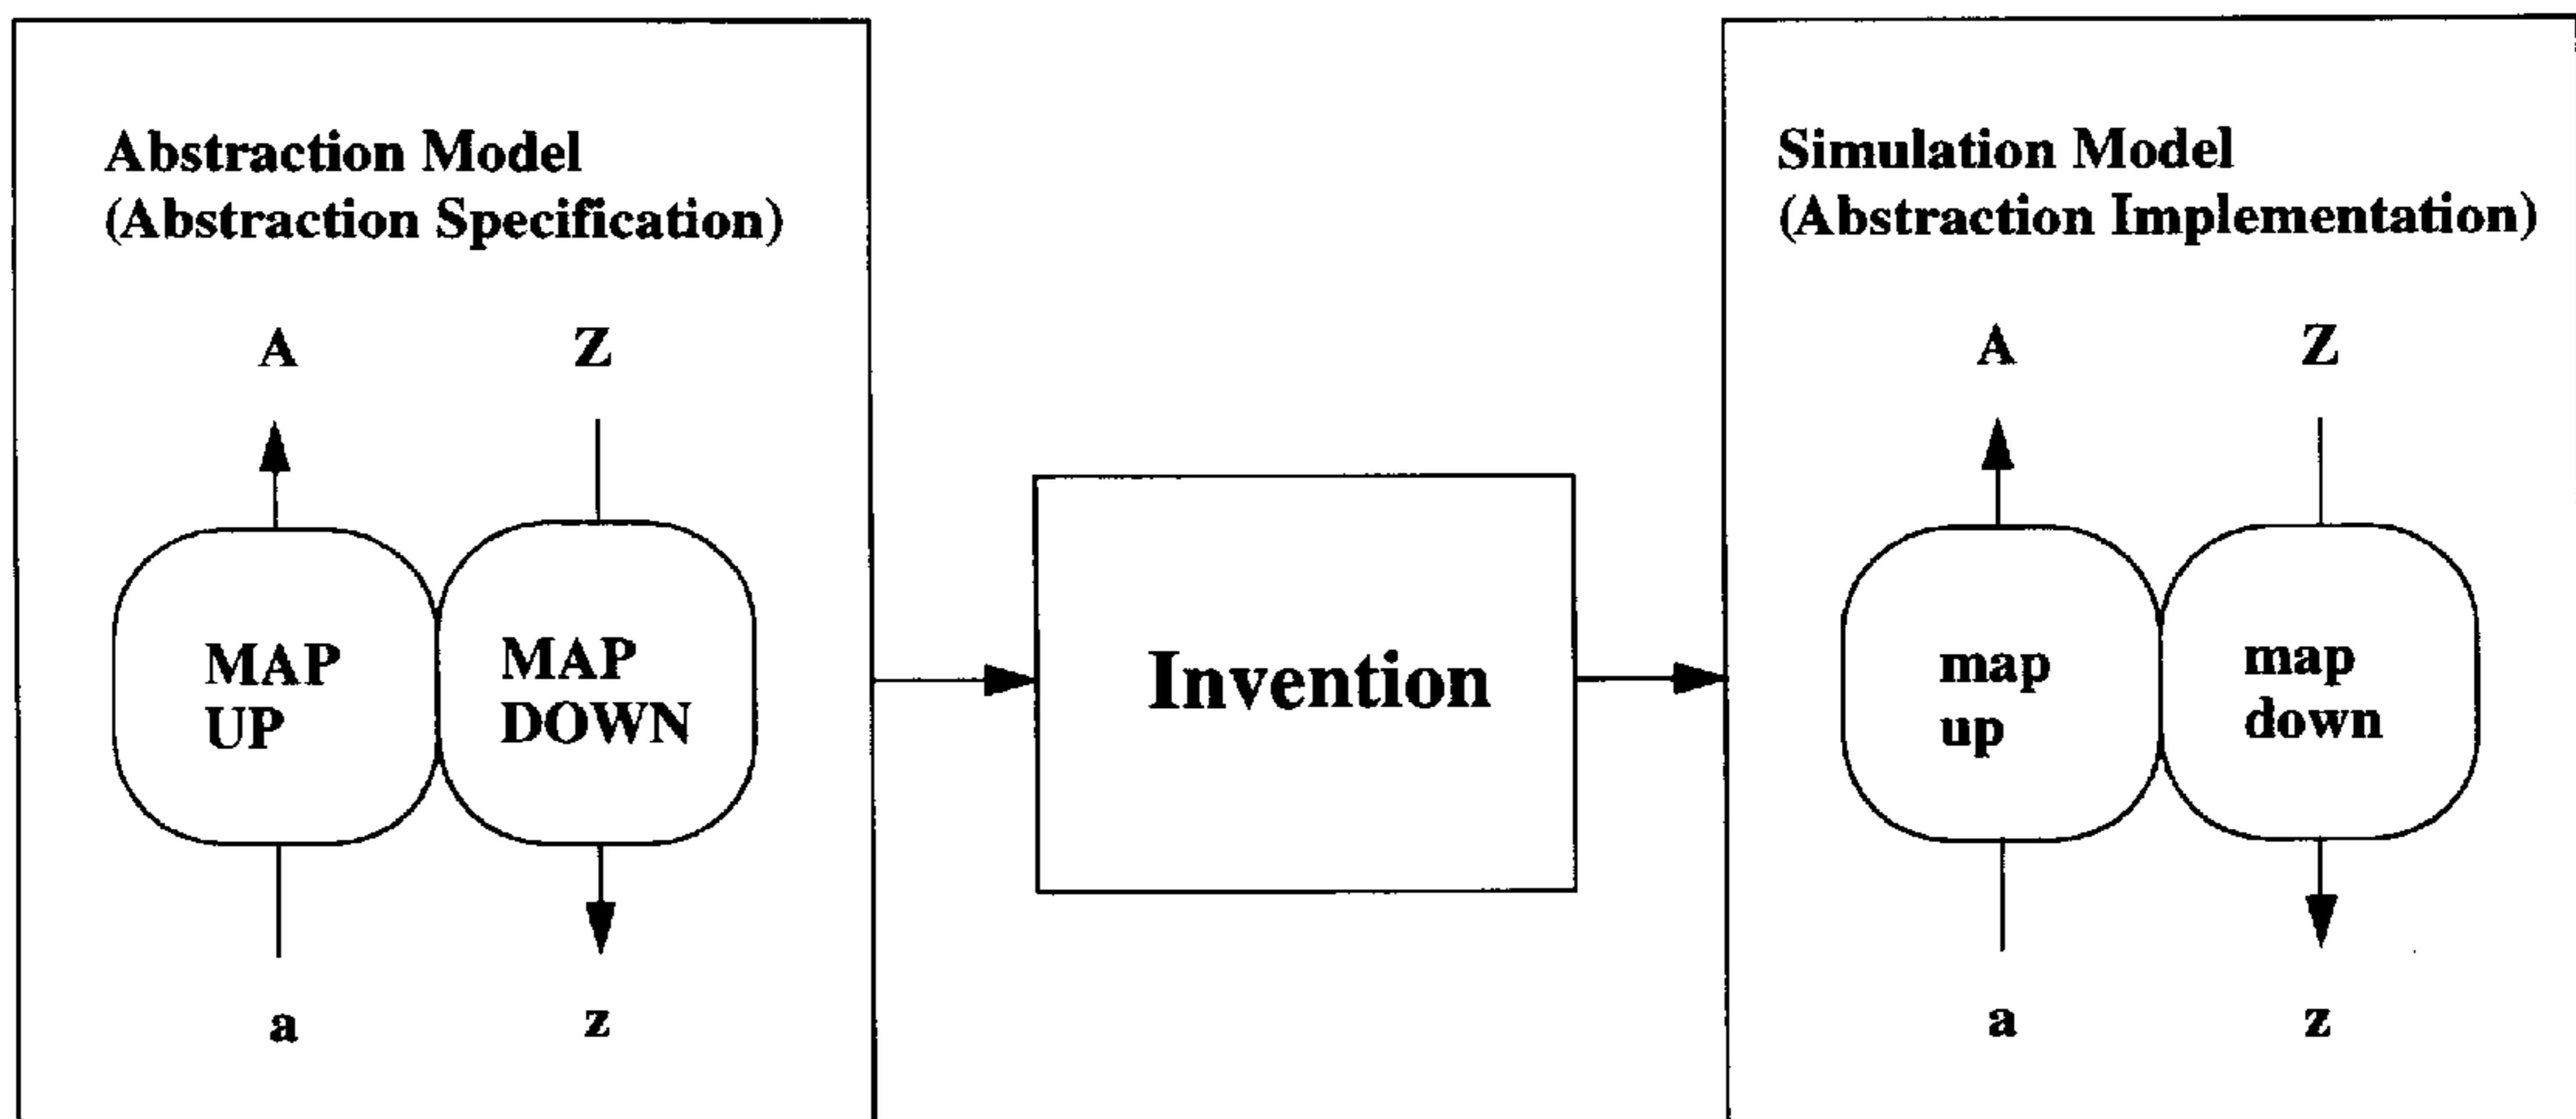 Abstraction Model
(Abstraction Specification)
A Z
MAP
UP
MAP
DOWN
a z
Invention
Simulation Model
(Abstraction Implementation)
A Z
map
up
map
down
a z